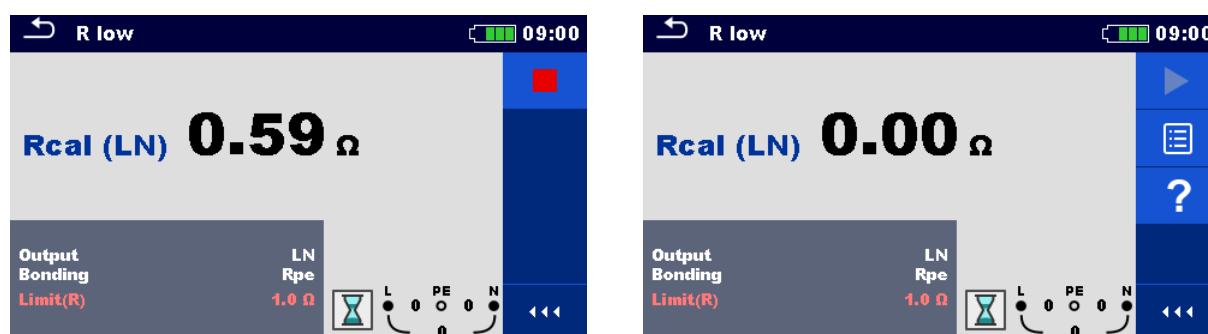 R low 09:00
Rcal (LN) 0.59 Ω
Output LN
Bonding Rpe
Limit(R) 1.0 Ω
L PE N
0 0
0
R low 09:00
Rcal (LN) 0.00 Ω
?
Output LN
Bonding Rpe
Limit(R) 1.0 Ω
L PE N
0 0
0